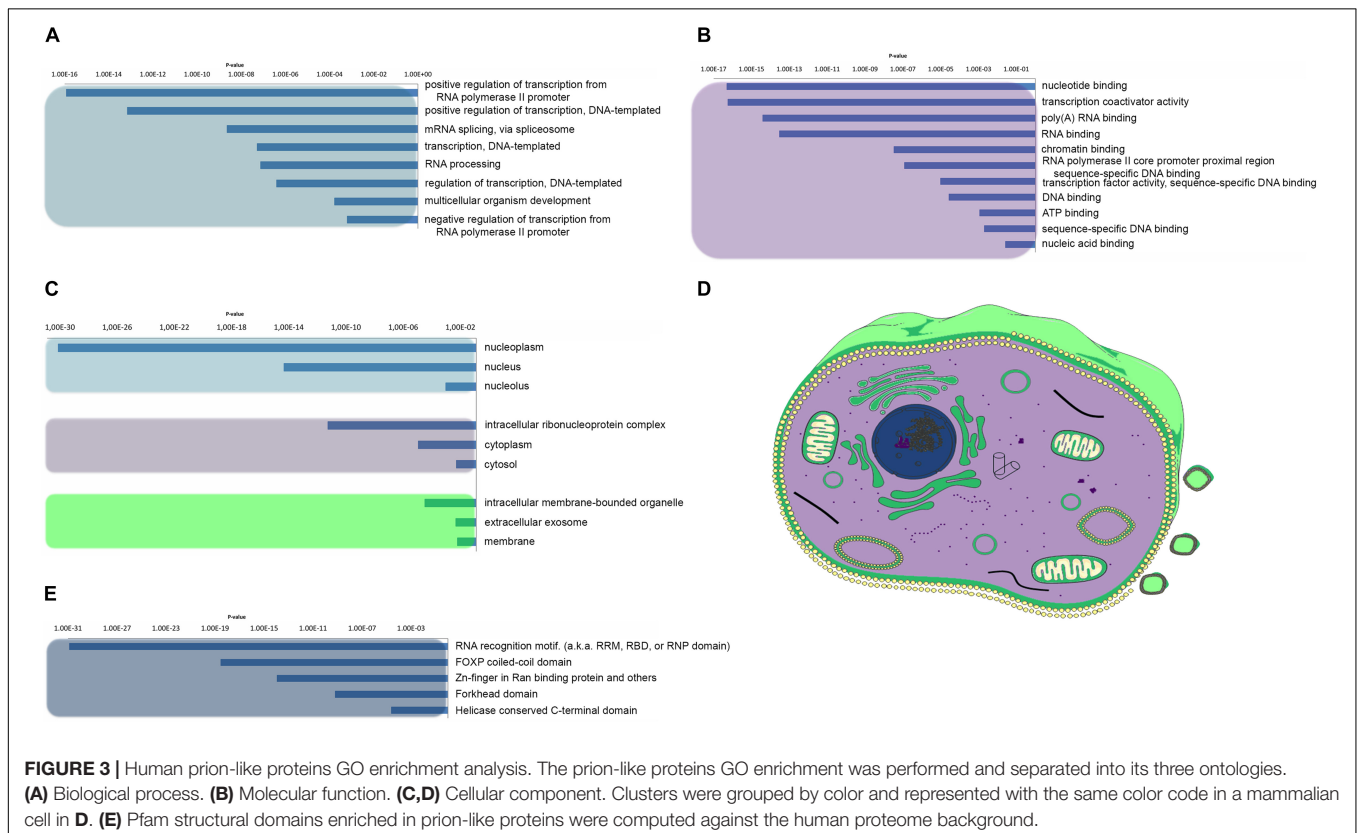 A
P-value
1.00E-16 1.00E-14 1.00E-12 1.00E-10 1.00E-08 1.00E-06 1.00E-04 1.00E-02 1.00E+00
positive regulation of transcription from
RNA polymerase II promoter
positive regulation of transcription, DNA-templated
mRNA splicing, via spliceosome
transcription, DNA-templated
RNA processing
regulation of transcription, DNA-templated
multicellular organism development
negative regulation of transcription from
RNA polymerase II promoter
B
P-value
1.00E-17 1.00E-15 1.00E-13 1.00E-11 1.00E-09 1.00E-07 1.00E-05 1.00E-03 1.00E-01
nucleotide binding
transcription coactivator activity
poly(A) RNA binding
RNA binding
chromatin binding
RNA polymerase II core promoter proximal region
sequence-specific DNA binding
transcription factor activity, sequence-specific DNA binding
DNA binding
ATP binding
sequence-specific DNA binding
nucleic acid binding
C
P-value
1,00E-30 1,00E-26 1,00E-22 1,00E-18 1,00E-14 1,00E-10 1,00E-06 1,00E-02
nucleoplasm
nucleus
nucleolus
intracellular ribonucleoprotein complex
cytoplasm
cytosol
intracellular membrane-bounded organelle
extracellular exosome
membrane
D
E
P-value
1.00E-31 1.00E-27 1.00E-23 1.00E-19 1.00E-15 1.00E-11 1.00E-07 1.00E-03
RNA recognition motif. (a.k.a. RRM, RBD, or RNP domain)
FOXP coiled-coil domain
Zn-finger in Ran binding protein and others
Forkhead domain
Helicase conserved C-terminal domain
FIGURE 3 | Human prion-like proteins GO enrichment analysis. The prion-like proteins GO enrichment was performed and separated into its three ontologies.
(A) Biological process. (B) Molecular function. (C,D) Cellular component. Clusters were grouped by color and represented with the same color code in a mammalian
cell in D. (E) Pfam structural domains enriched in prion-like proteins were computed against the human proteome background.